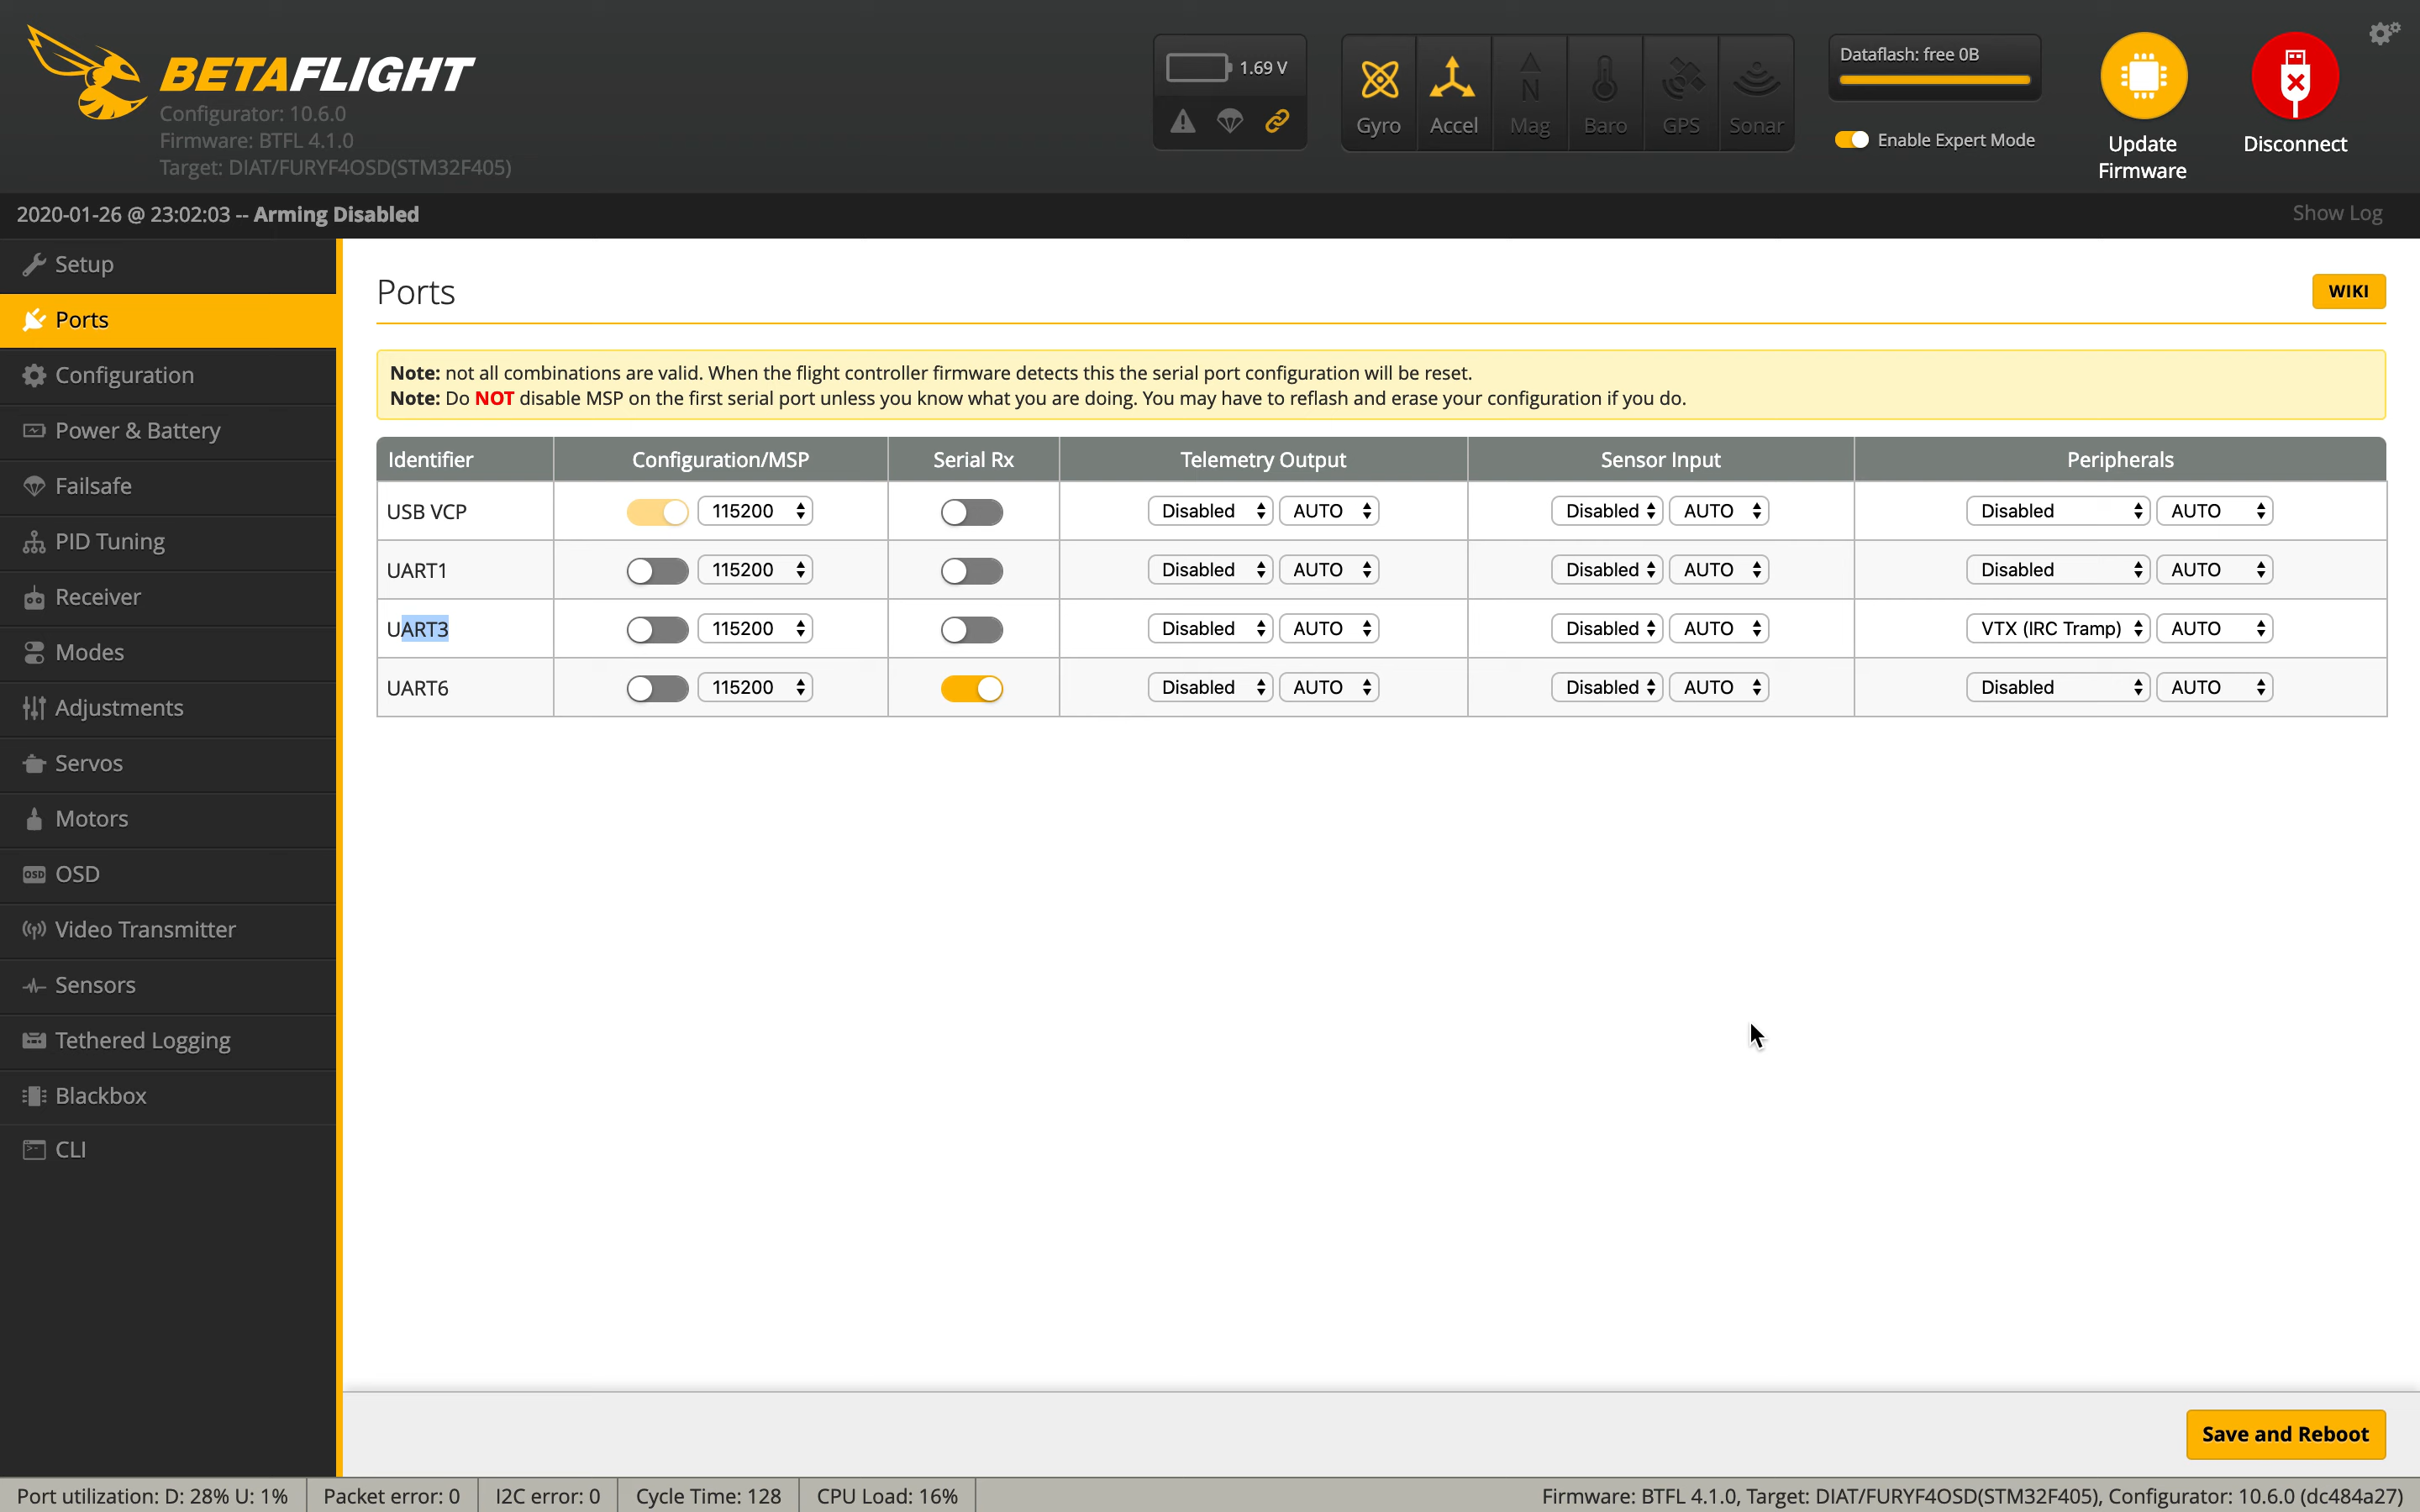 BETAFLIGHT
Configurator: 10.6.0
Firmware: BTFL 4.1.0
Target: DIAT/FURYF4OSD(STM32F405)
1.69 V
Gyro Accel Mag Baro GPS Sonar
Dataflash: free 0B
Enable Expert Mode
Update
Firmware
Disconnect
2020-01-26 @ 23:02:03 -- Arming Disabled
Show Log
Setup
Ports
Configuration
Power & Battery
Failsafe
PID Tuning
Receiver
Modes
Adjustments
Servos
Motors
OSD OSD
Video Transmitter
Sensors
Tethered Logging
Blackbox
CLI
Ports
WIKI
Note: not all combinations are valid. When the flight controller firmware detects this the serial port configuration will be reset.
Note: Do NOT disable MSP on the first serial port unless you know what you are doing. You may have to reflash and erase your configuration if you do.
Identifier Configuration/MSP Serial Rx Telemetry Output Sensor Input Peripherals
USB VCP 115200 Disabled AUTO Disabled AUTO Disabled AUTO
UART1 115200 Disabled AUTO Disabled AUTO Disabled AUTO
UART3 115200 Disabled AUTO Disabled AUTO VTX (IRC Tramp) AUTO
UART6 115200 Disabled AUTO Disabled AUTO Disabled AUTO
Save and Reboot
Port utilization: D: 28% U: 1% Packet error: 0 I2C error: 0 Cycle Time: 128 CPU Load: 16% Firmware: BTFL 4.1.0, Target: DIAT/FURYF4OSD(STM32F405), Configurator: 10.6.0 (dc484a27)